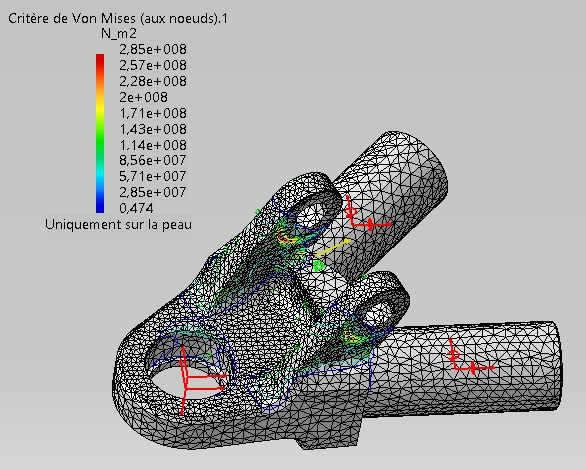 Critère de Von Mises (aux noeuds).1
N_m2
2,85e+008
2,57e+008
2,28e+008
2e+008
1,71e+008
1,43e+008
1,14e+008
8,56e+007
5,71e+007
2,85e+007
0,474
Uniquement sur la peau